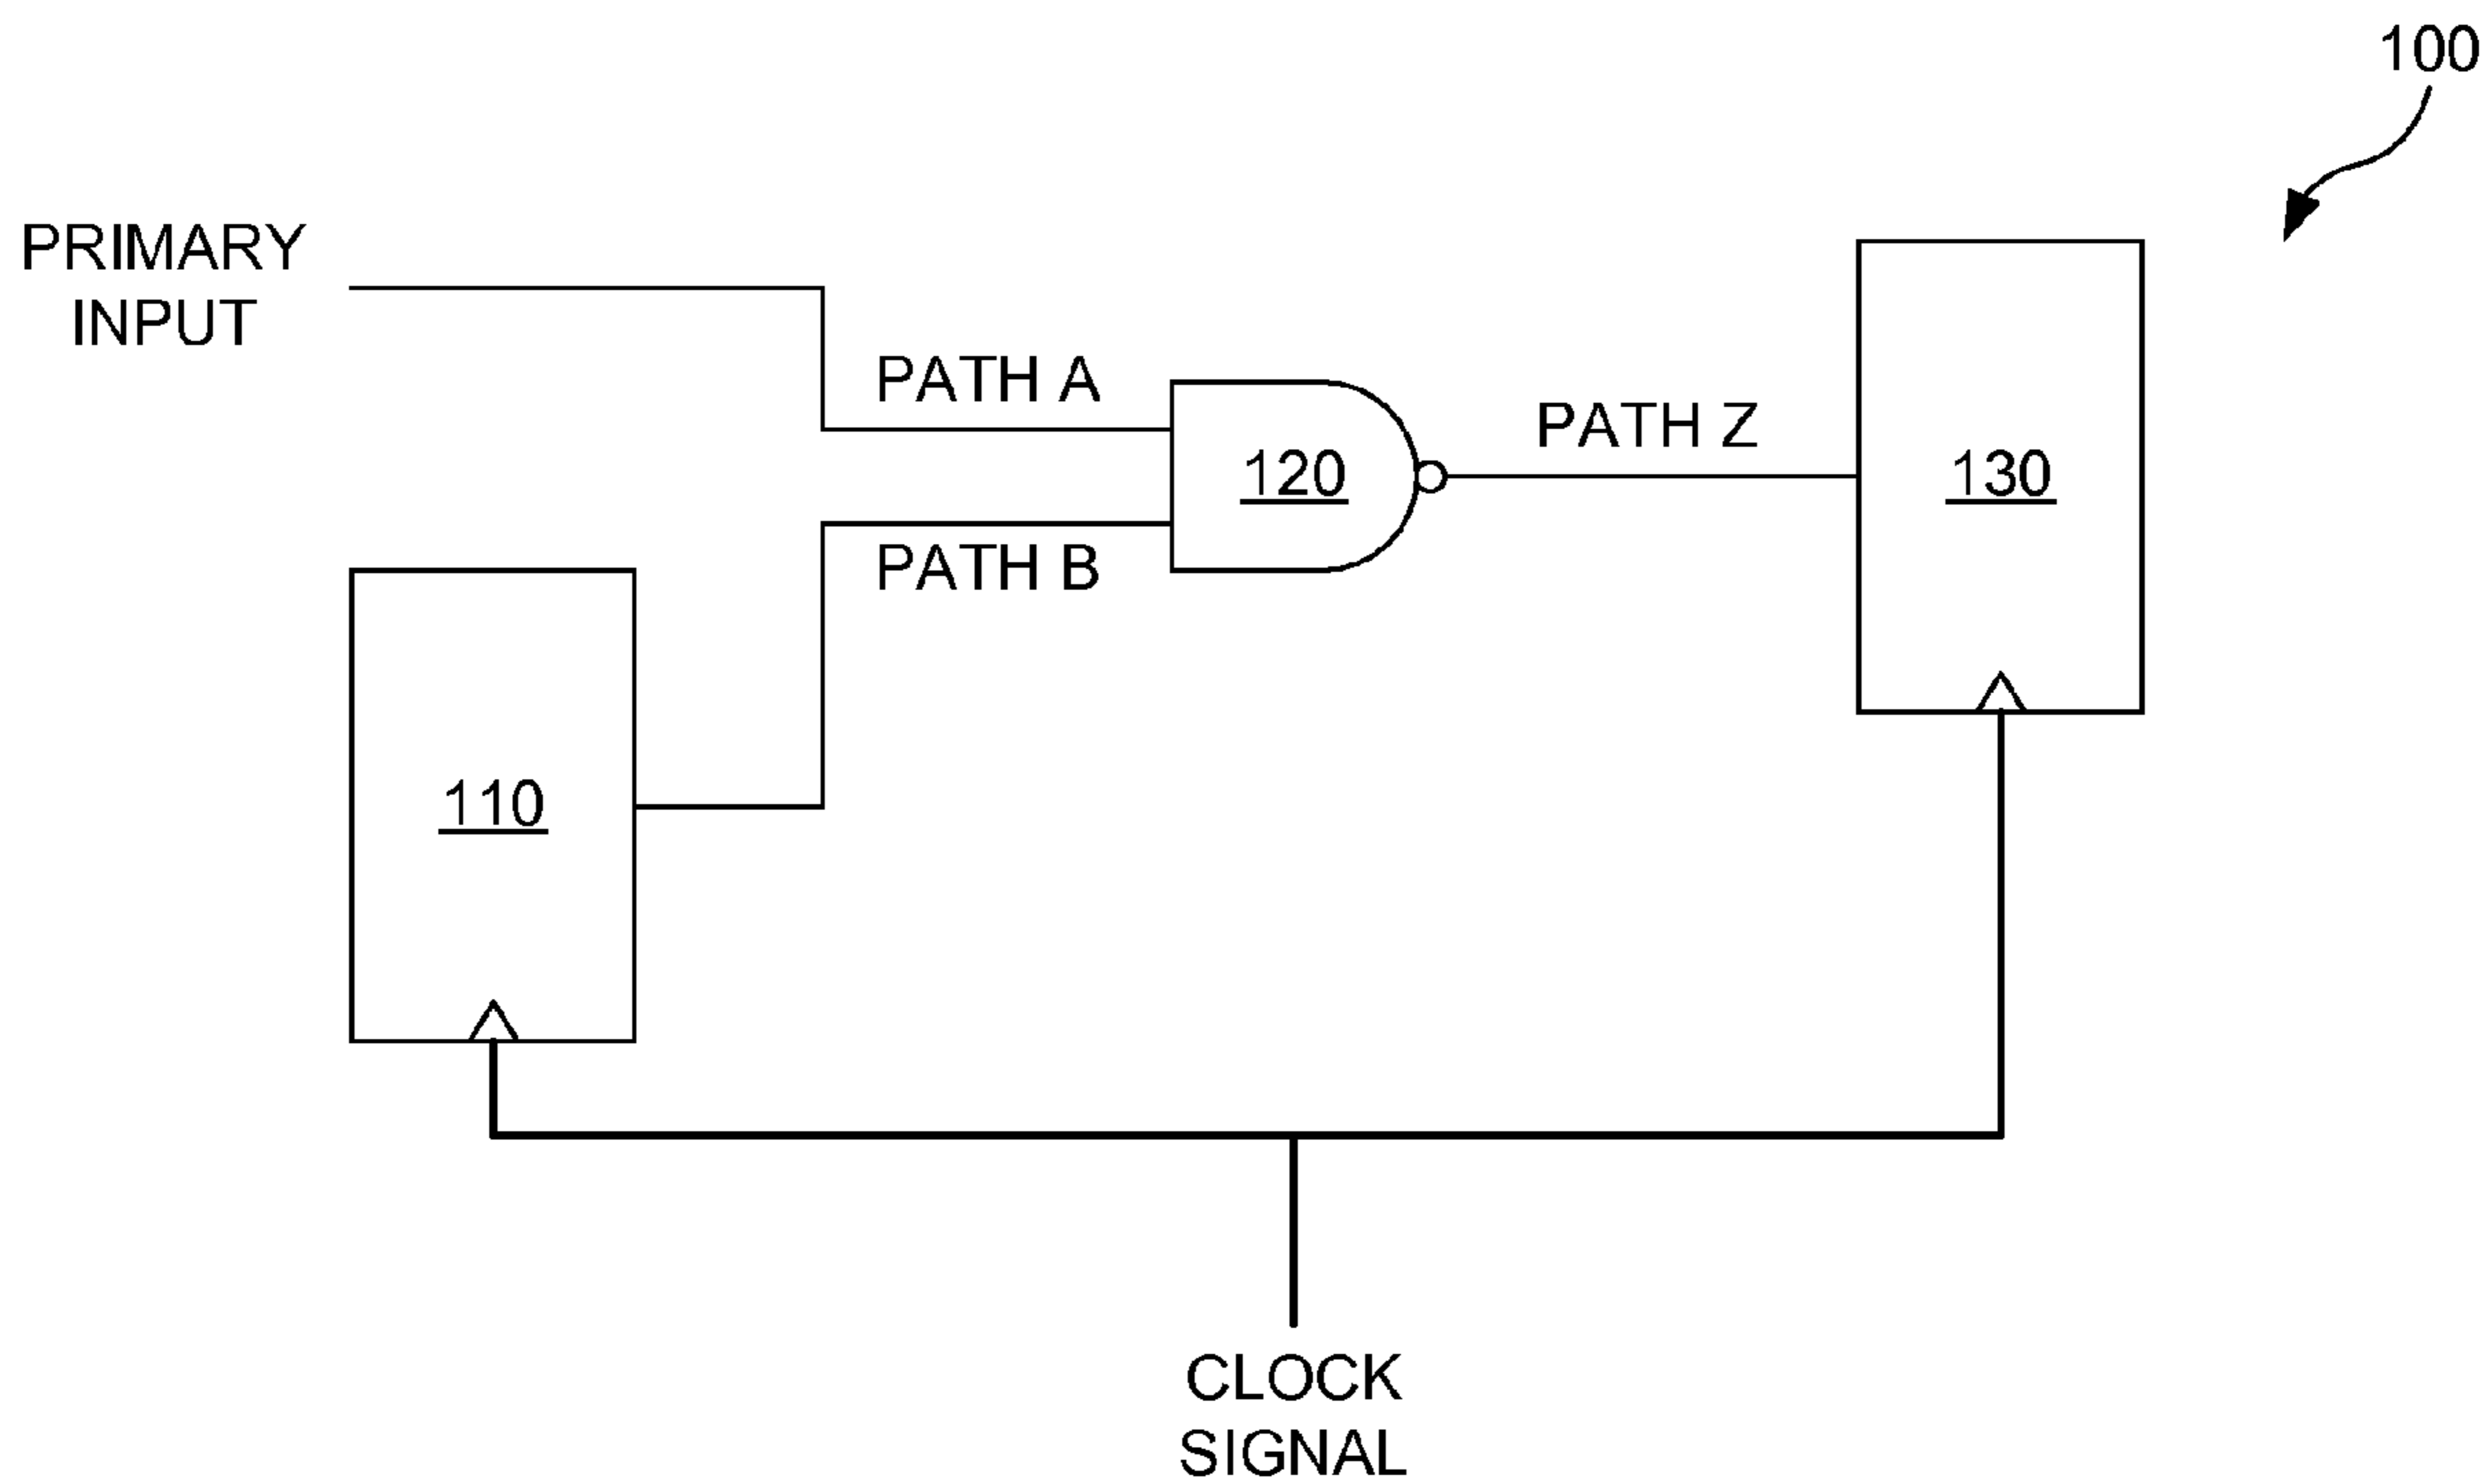 100
PRIMARY
INPUT
PATH A
120
PATH Z
130
PATH B
110
CLOCK
SIGNAL